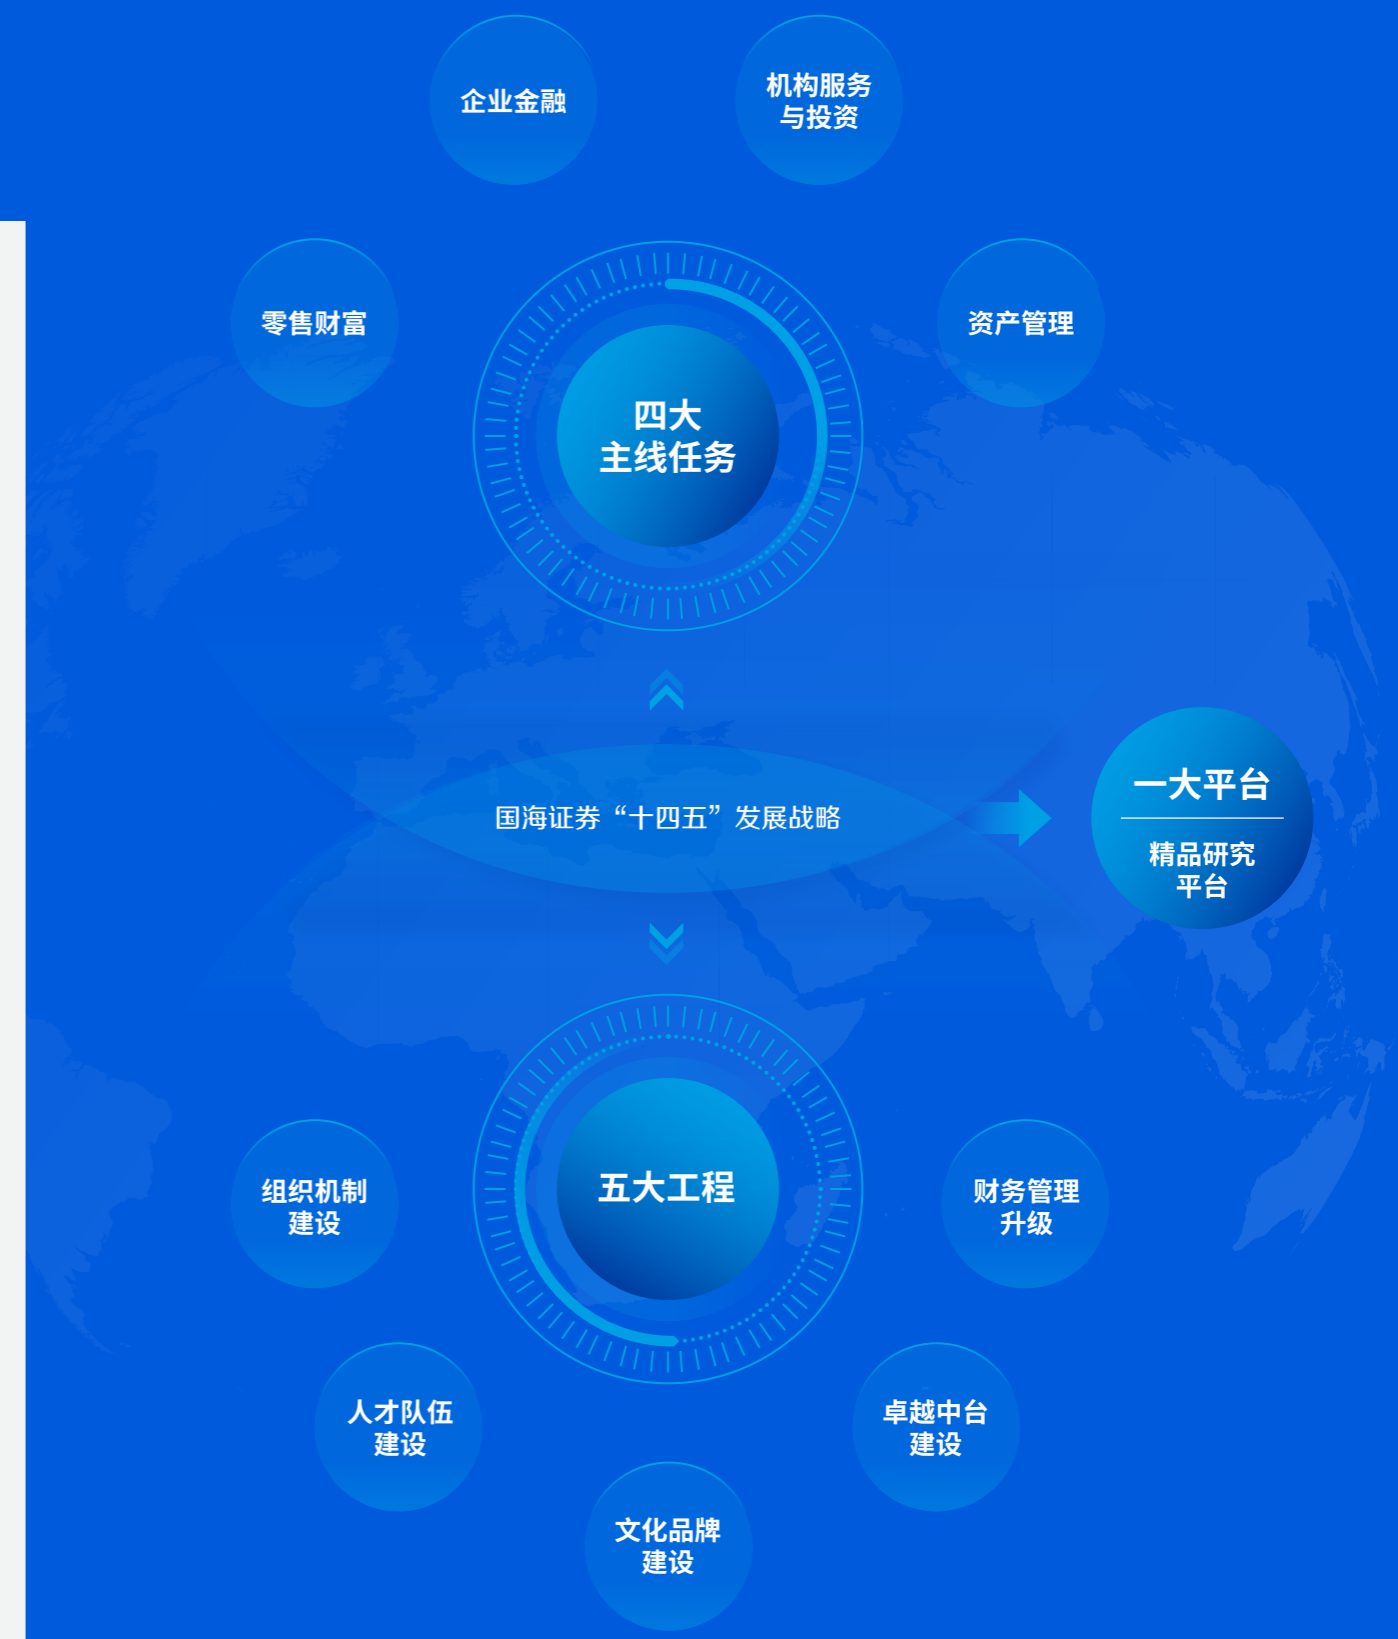 企业金融
机构服务
与投资
零售财富
资产管理
四大
主线任务
国海证券“十四五”发展战略
一大平台
精品研究
平台
五大工程
组织机制
建设
财务管理
升级
人才队伍
建设
卓越中台
建设
文化品牌
建设